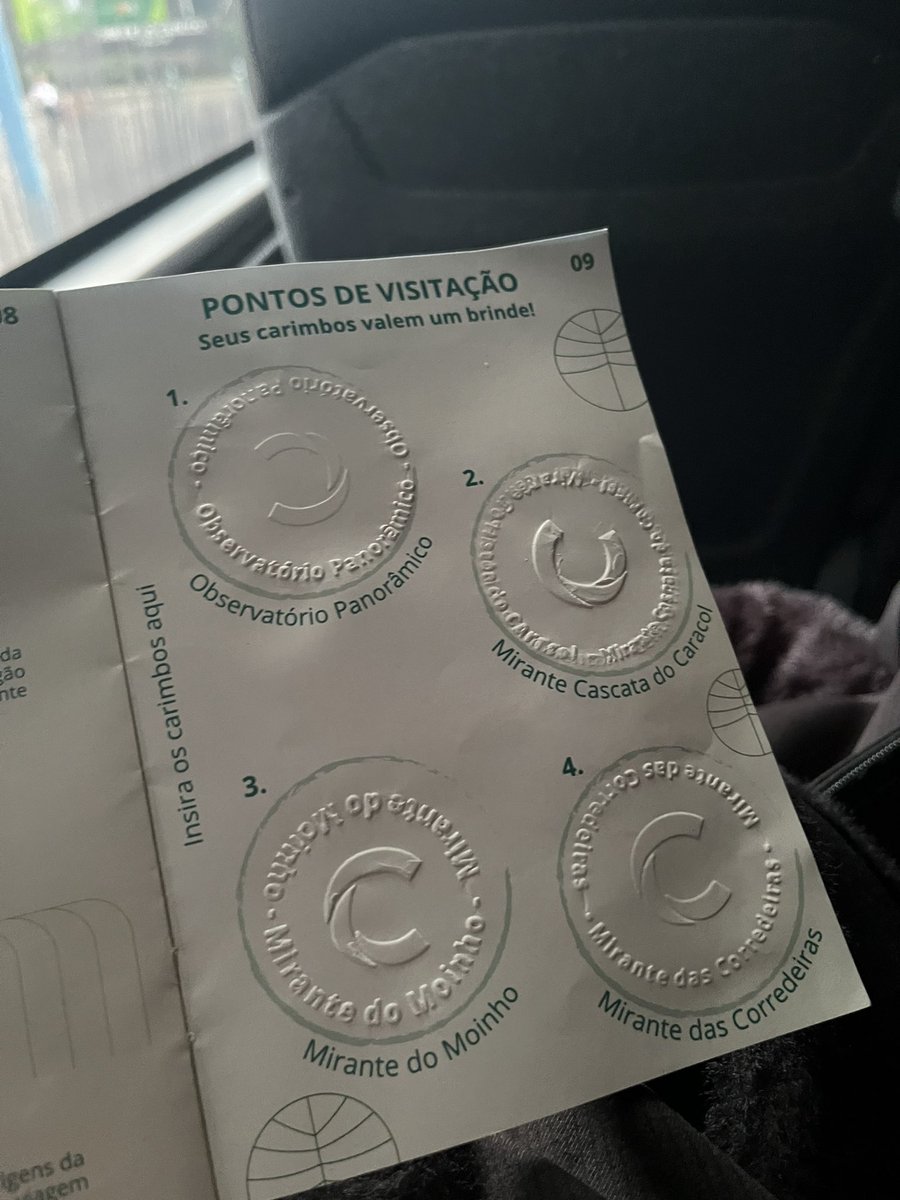 09
PONTOS DE VISITAÇÃO
Seus carimbos valem um brinde!
1.
Observatório Panorâmico - Observatório Panorâmico -
Observatório Panorâmico
2.
Mirante Cascata do Caracol
Insira os carimbos aqui
3.
Mirante do Moinho - Mirante do Moinho -
Mirante do Moinho
4.
Mirante das Corredeiras - Mirante das Corredeiras -
Mirante das Corredeiras
da